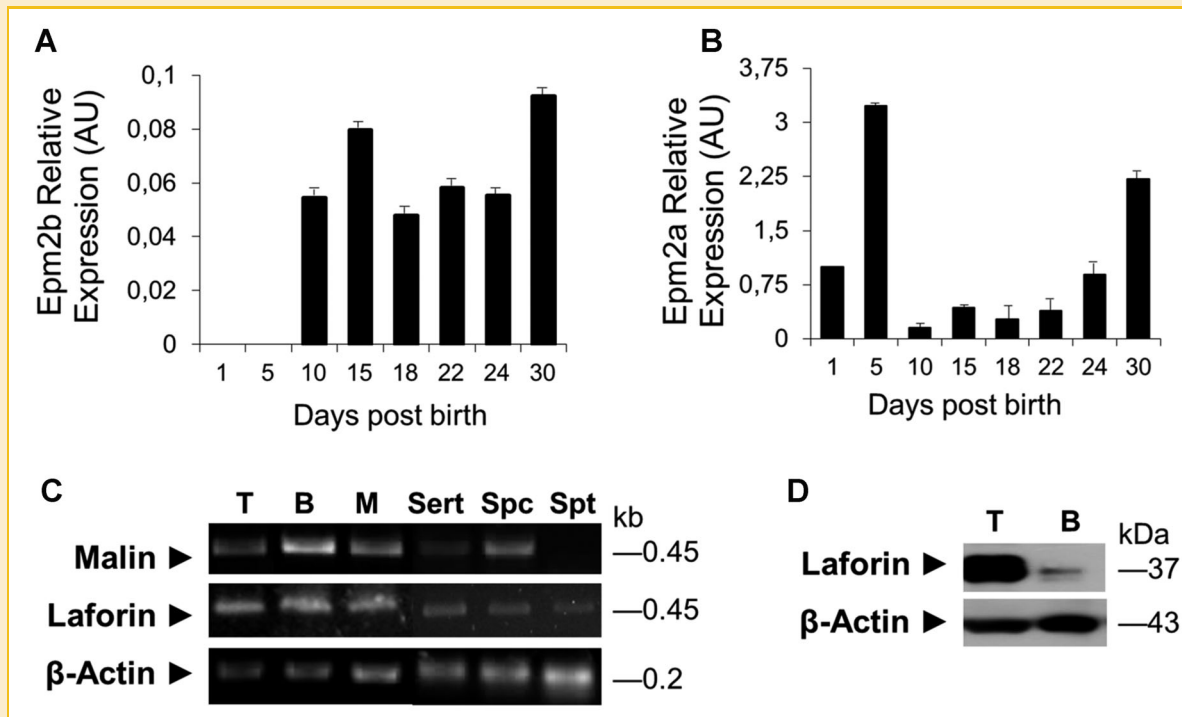 A
Epm2b Relative
Expression (AU)
0,1
0,08
0,06
0,04
0,02
0
1 5 10 15 18 22 24 30
Days post birth
B
Epm2a Relative
Expression (AU)
3,75
3
2,25
1,5
0,75
0
1 5 10 15 18 22 24 30
Days post birth
C
T B M Sert Spc Spt
kb
Malin ► —0.45
Laforin ► —0.45
β-Actin ► —0.2
D
T B
kDa
Laforin ► —37
β-Actin ► —43